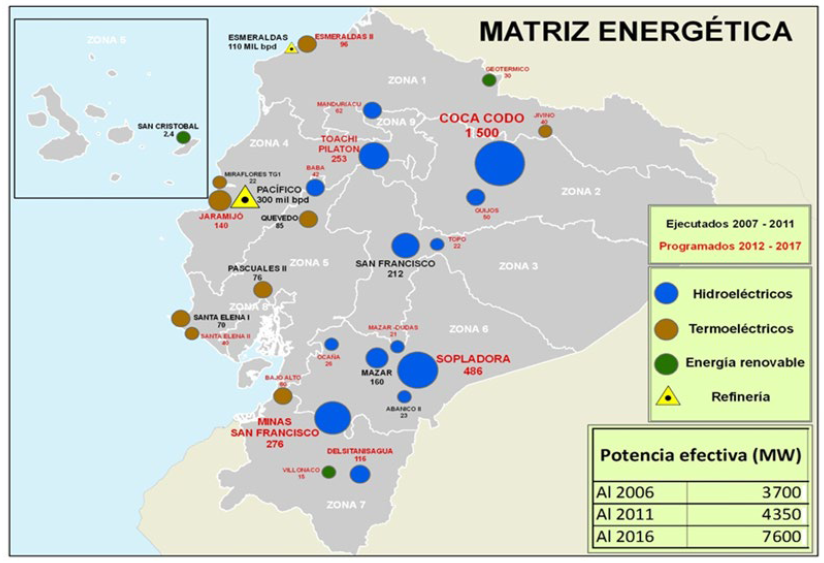 MATRIZ ENERGÉTICA
ZONA 5
ESMERALDAS
110 MIL bpd
ESMERALDAS II
96
ZONA 1
GEOTERMICO
30
SAN CRISTOBAL
2,4
MANDURIACU
62
ZONA 9
COCA CODO
1 500
JIVINO
40
ZONA 4
TOACHI
PILATON
253
MIRAFLORES TG1
22
BABA
42
PACÍFICO
300 mil bpd
ZONA 2
JARAMIJÓ
140
QUEVEDO
85
QUIJOS
50
TOPO
22
SAN FRANCISCO
212
ZONA 5
ZONA 3
PASCUALES II
76
ZONA 8
SANTA ELENA I
70
SANTA ELENA II
40
MAZAR-DUDAS
21
ZONA 6
OCAÑA
26
MAZAR
160
SOPLADORA
486
BAJO ALTO
ABANICO II
23
MINAS
SAN FRANCISCO
276
DELSITANISAGUA
116
VILLONACO
15
ZONA 7
Ejecutados 2007 - 2011
Programados 2012 - 2017
Hidroeléctricos
Termoeléctricos
Energía renovable
Refinería
Potencia efectiva (MW)
Al 2006 3700
Al 2011 4350
Al 2016 7600